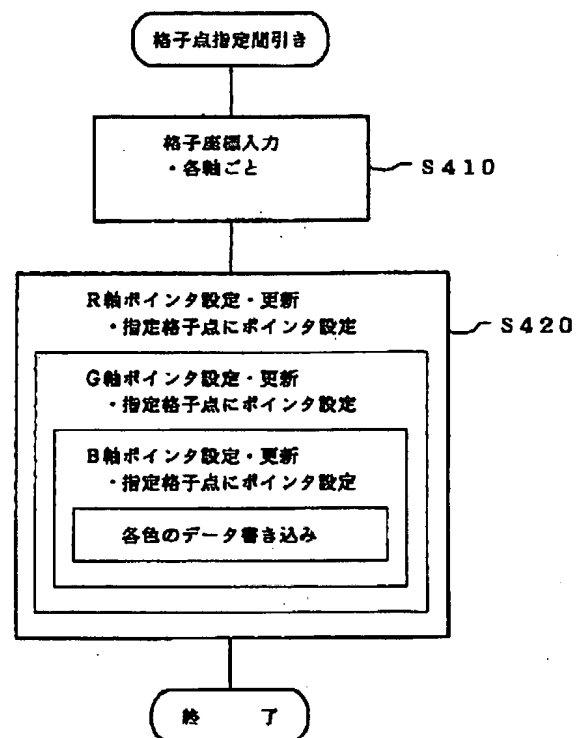 格子点指定間引き
格子座標入力
・各軸ごと
S410
R軸ポインタ設定・更新
・指定格子点にポインタ設定
S420
G軸ポインタ設定・更新
・指定格子点にポインタ設定
B軸ポインタ設定・更新
・指定格子点にポインタ設定
各色のデータ書き込み
終 了